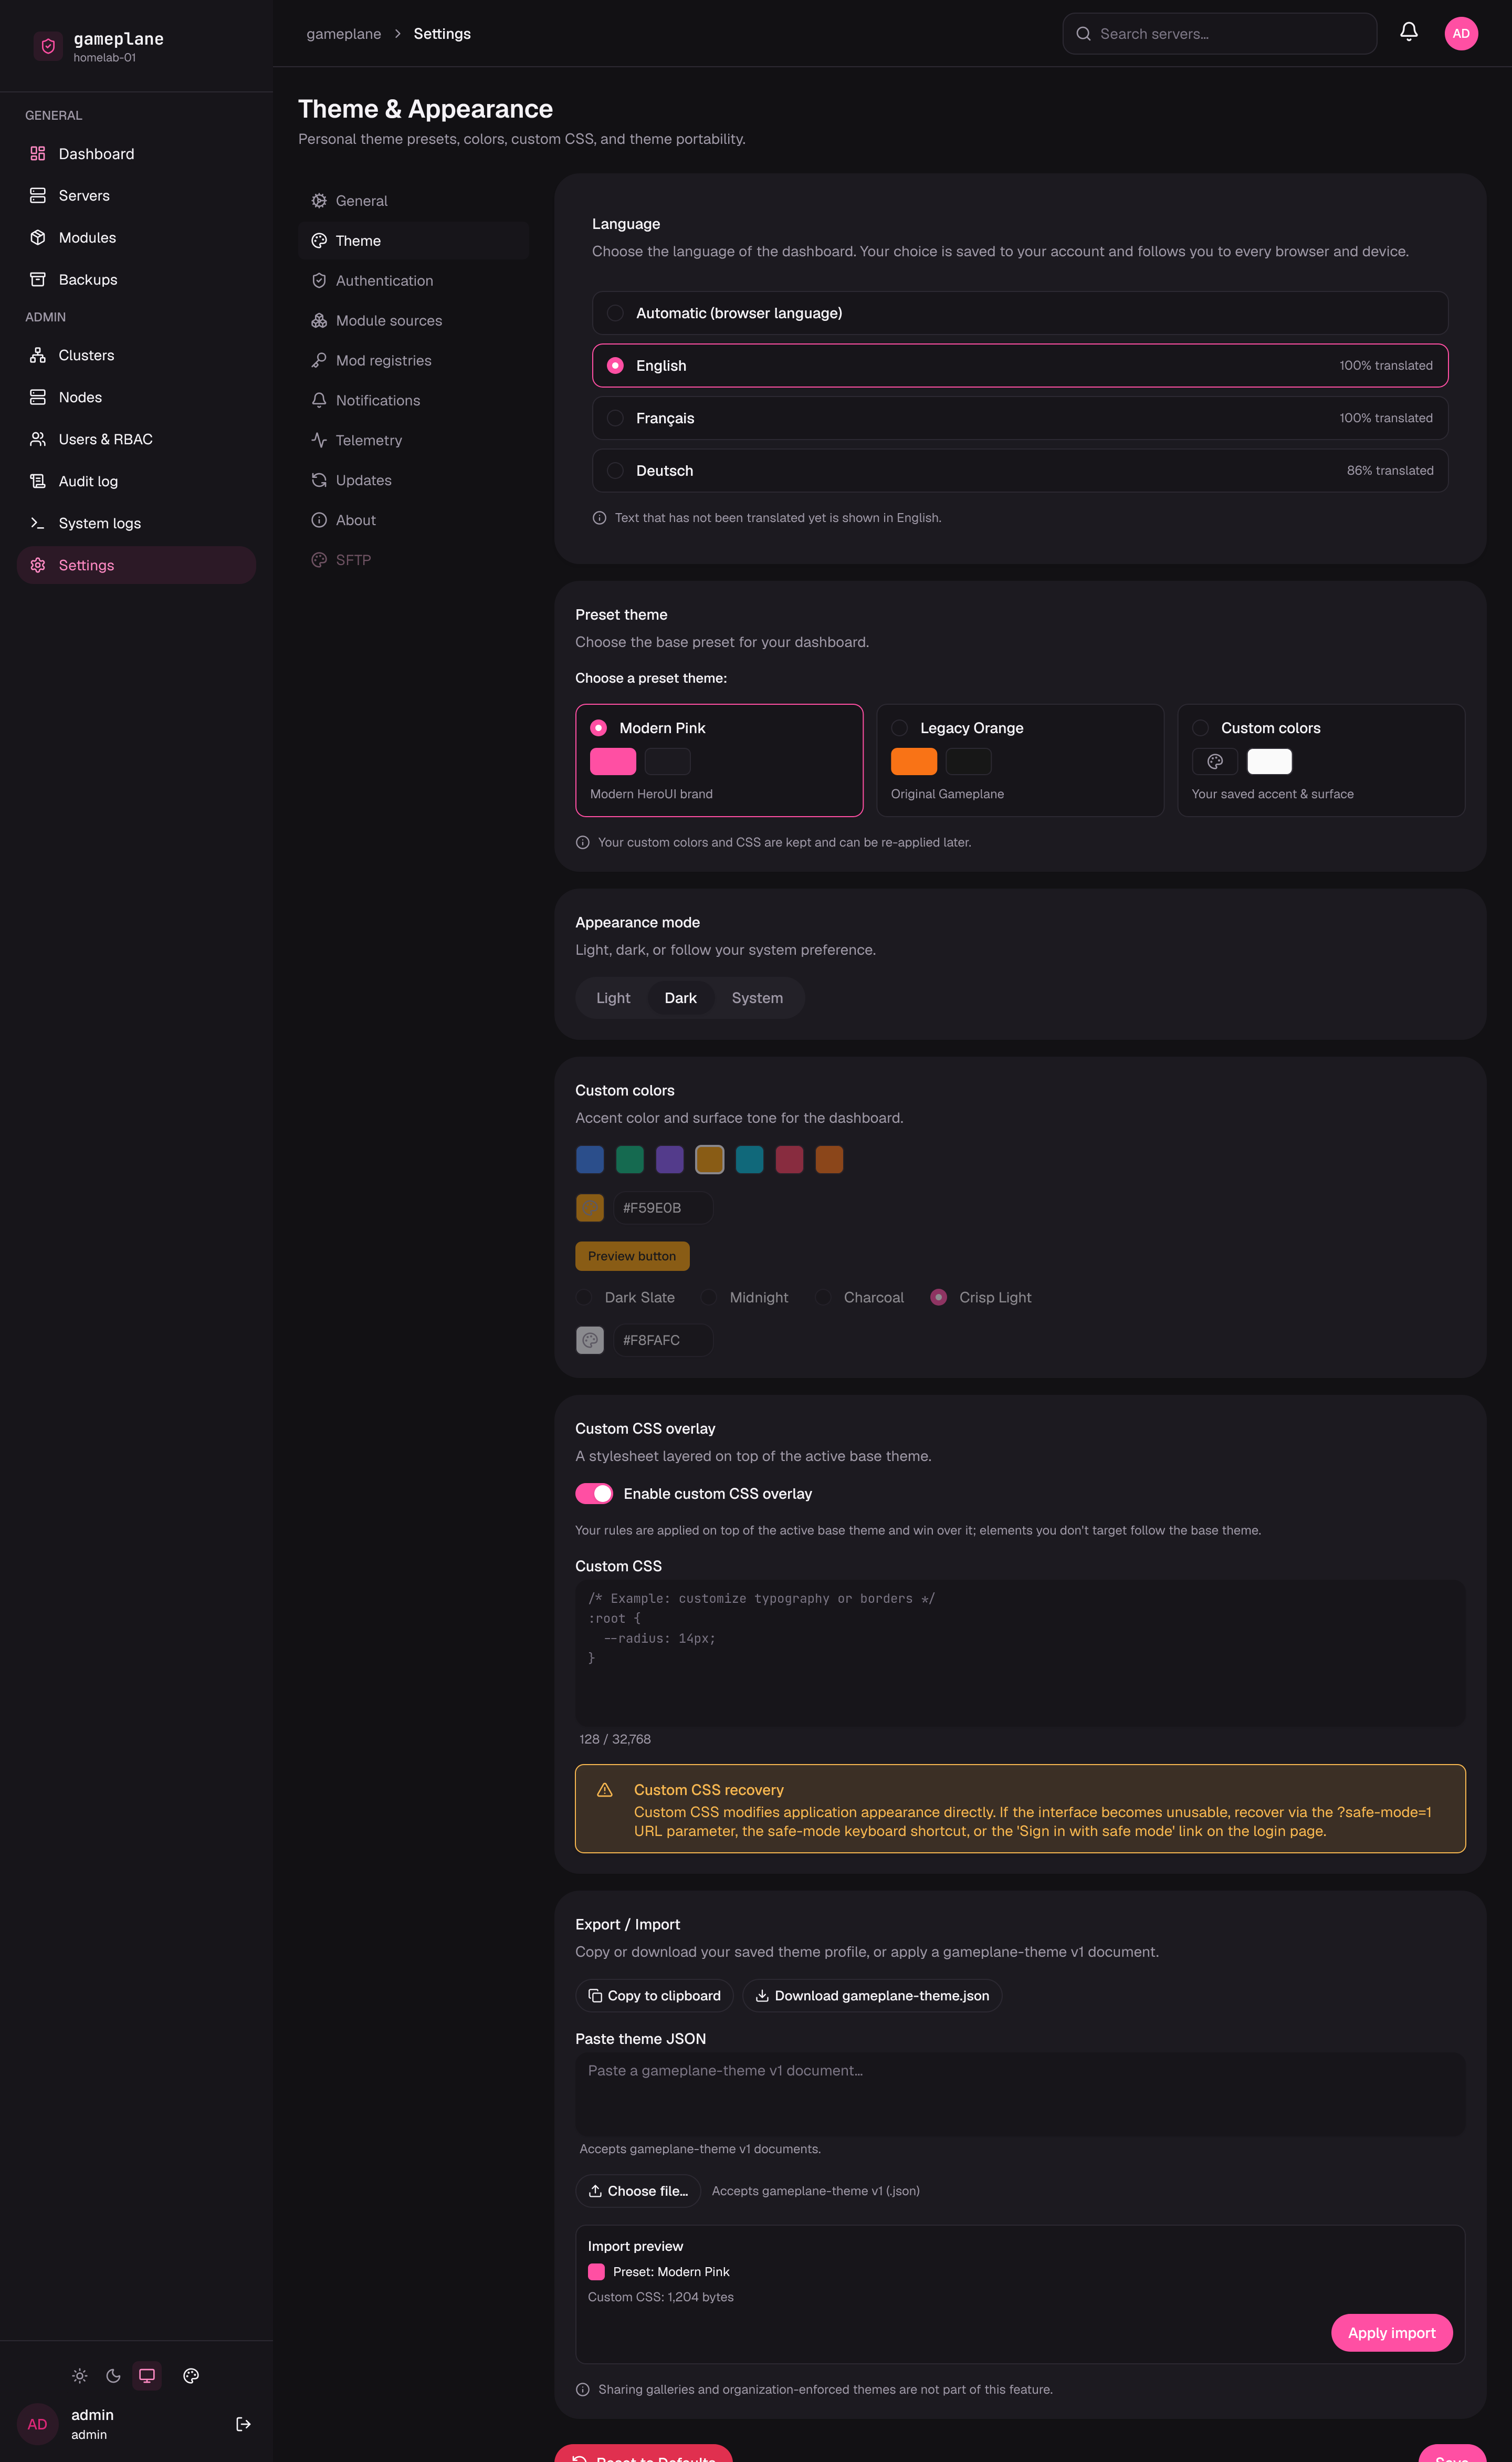 gameplane
homelab-01
GENERAL
Dashboard
Servers
Modules
Backups
ADMIN
Clusters
Nodes
Users & RBAC
Audit log
System logs
Settings
AD
admin
admin
gameplane
Settings
Search servers...
AD
Theme & Appearance
Personal theme presets, colors, custom CSS, and theme portability.
General
Theme
Authentication
Module sources
Mod registries
Notifications
Telemetry
Updates
About
SFTP
Language
Choose the language of the dashboard. Your choice is saved to your account and follows you to every browser and device.
Automatic (browser language)
English 100% translated
Français 100% translated
Deutsch 86% translated
Text that has not been translated yet is shown in English.
Preset theme
Choose the base preset for your dashboard.
Choose a preset theme:
Modern Pink
Modern HeroUI brand
Legacy Orange
Original Gameplane
Custom colors
Your saved accent & surface
Your custom colors and CSS are kept and can be re-applied later.
Appearance mode
Light, dark, or follow your system preference.
Light Dark System
Custom colors
Accent color and surface tone for the dashboard.
#F59E0B
Preview button
Dark Slate Midnight Charcoal Crisp Light
#F8FAFC
Custom CSS overlay
A stylesheet layered on top of the active base theme.
Enable custom CSS overlay
Your rules are applied on top of the active base theme and win over it; elements you don't target follow the base theme.
Custom CSS
/* Example: customize typography or borders */
:root {
  --radius: 14px;
}
128 / 32,768
Custom CSS recovery
Custom CSS modifies application appearance directly. If the interface becomes unusable, recover via the ?safe-mode=1
URL parameter, the safe-mode keyboard shortcut, or the 'Sign in with safe mode' link on the login page.
Export / Import
Copy or download your saved theme profile, or apply a gameplane-theme v1 document.
Copy to clipboard Download gameplane-theme.json
Paste theme JSON
Paste a gameplane-theme v1 document...
Accepts gameplane-theme v1 documents.
Choose file... Accepts gameplane-theme v1 (.json)
Import preview
Preset: Modern Pink
Custom CSS: 1,204 bytes
Apply import
Sharing galleries and organization-enforced themes are not part of this feature.
Reset to Defaults Save